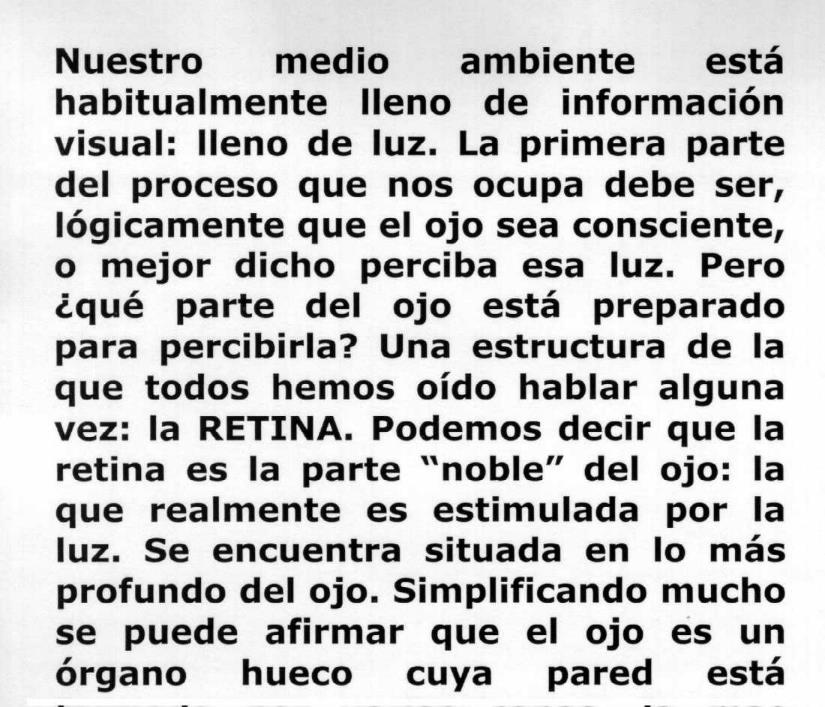 Nuestro medio ambiente está
habitualmente lleno de información
visual: lleno de luz. La primera parte
del proceso que nos ocupa debe ser,
lógicamente que el ojo sea consciente,
o mejor dicho perciba esa luz. Pero
¿qué parte del ojo está preparado
para percibirla? Una estructura de la
que todos hemos oído hablar alguna
vez: la RETINA. Podemos decir que la
retina es la parte “noble” del ojo: la
que realmente es estimulada por la
luz. Se encuentra situada en lo más
profundo del ojo. Simplificando mucho
se puede afirmar que el ojo es un
órgano hueco cuya pared está